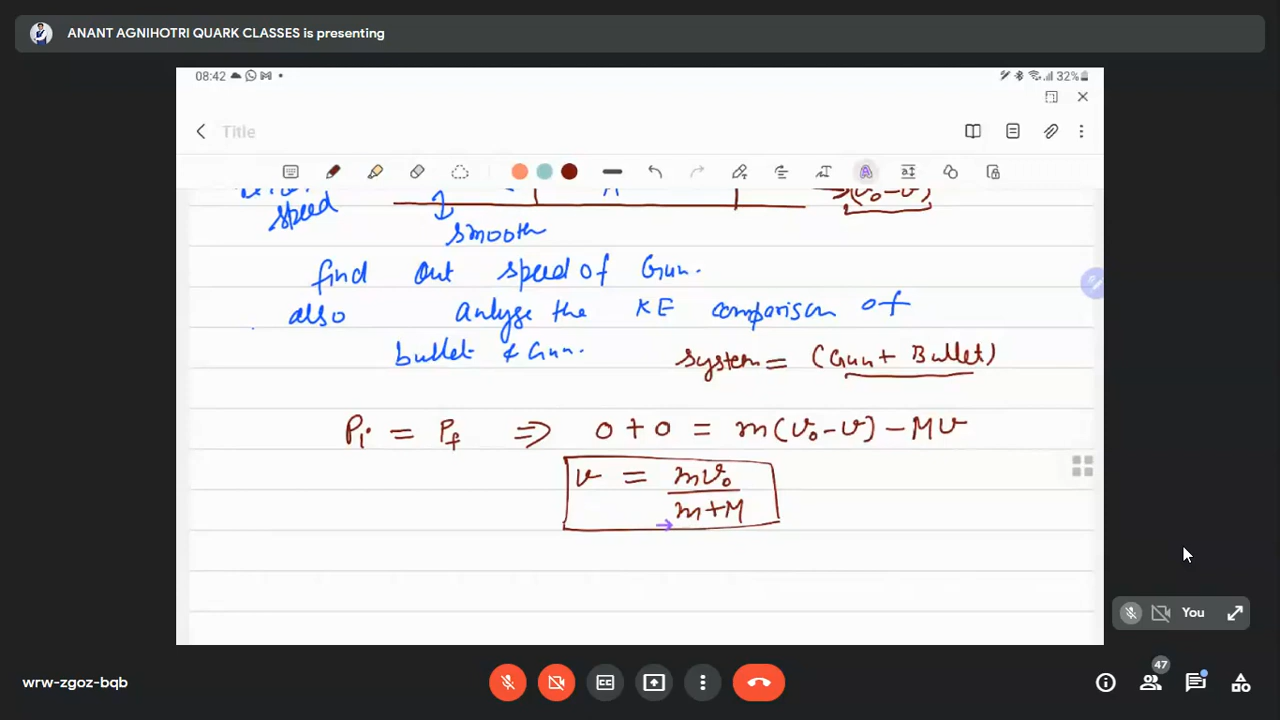 ANANT AGNIHOTRI QUARK CLASSES is presenting
08:42
32%
Title
speed
(v₀-v)
smooth
find out speed of Gun.
also anlyze the KE comparison of
bullet & Gun.
system = (Gun + Bullet)
Pi = Pf ⇒ 0 + 0 = m(v₀-v) - Mv
v = mv₀
m+M
You
wrw-zgoz-bqb
CC
47